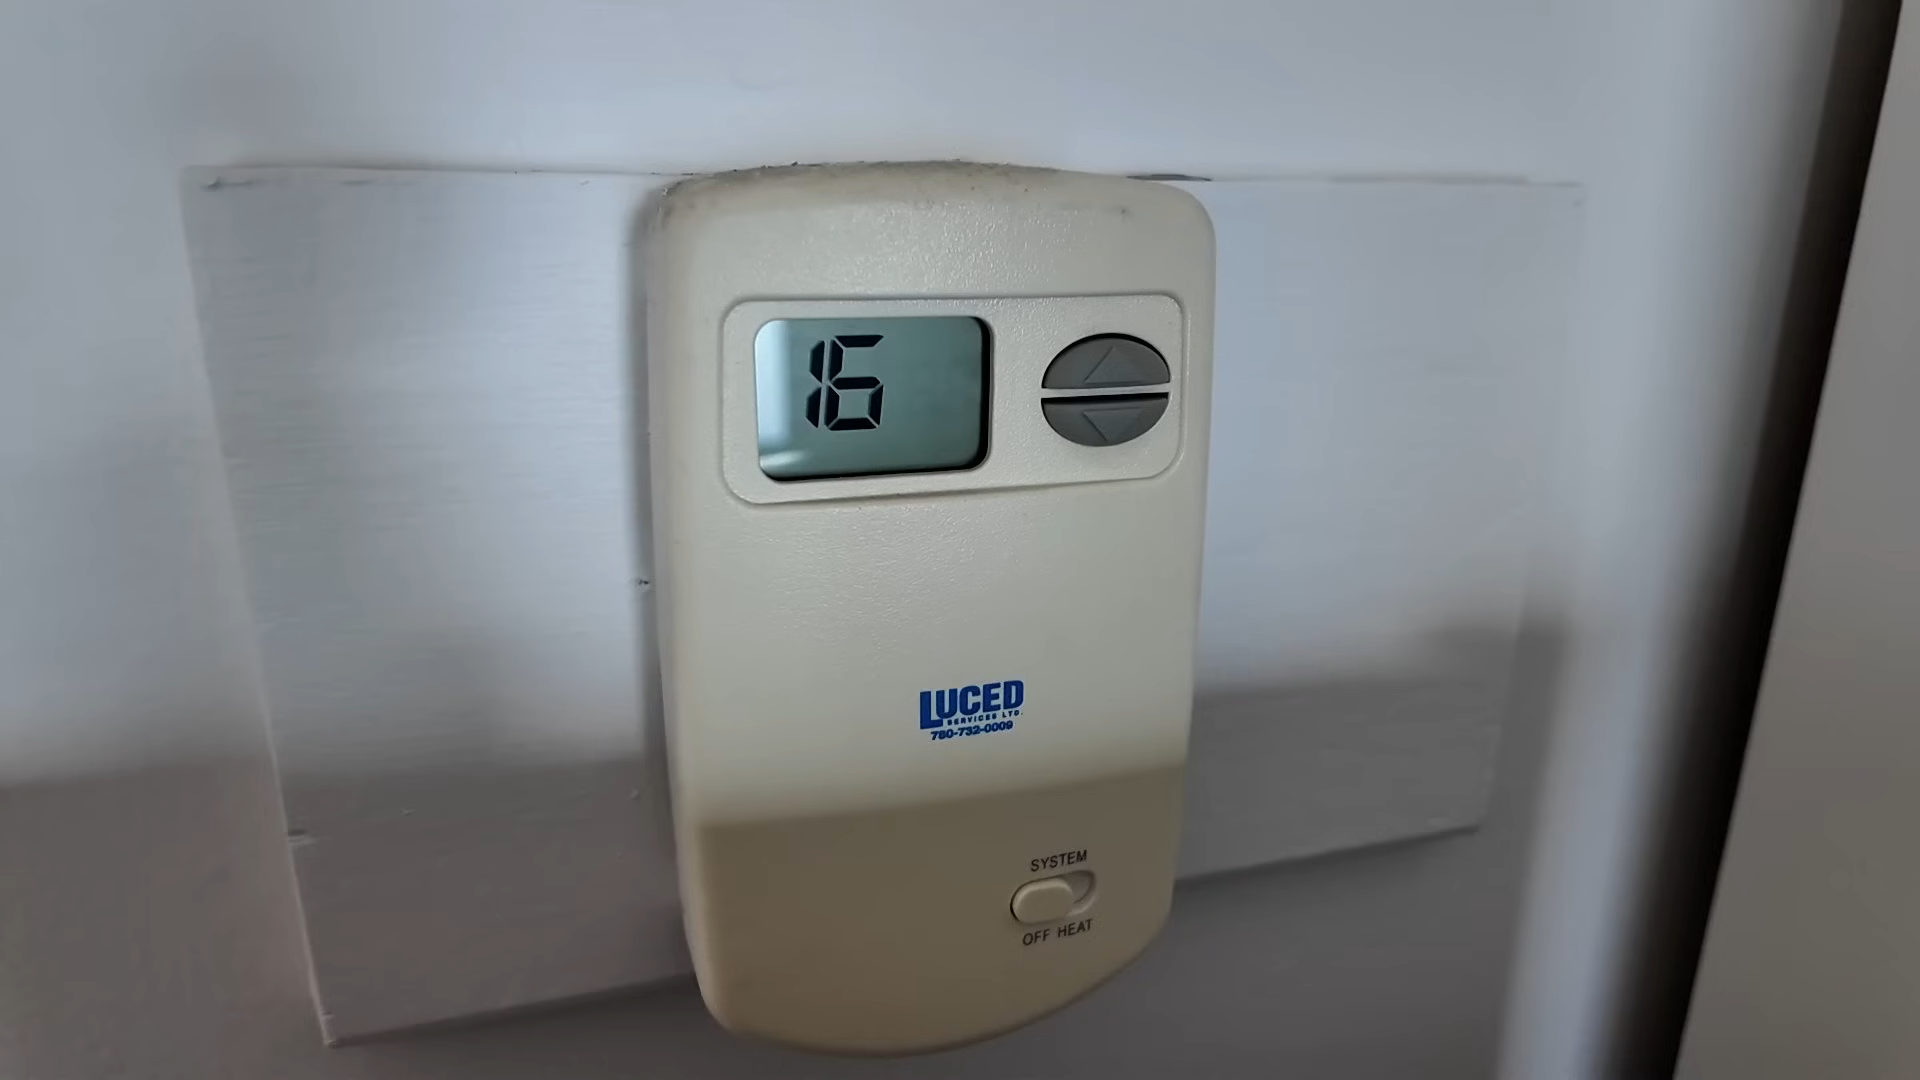 16
LUCED
SERVICES LTD.
780-732-0009
SYSTEM
OFF HEAT